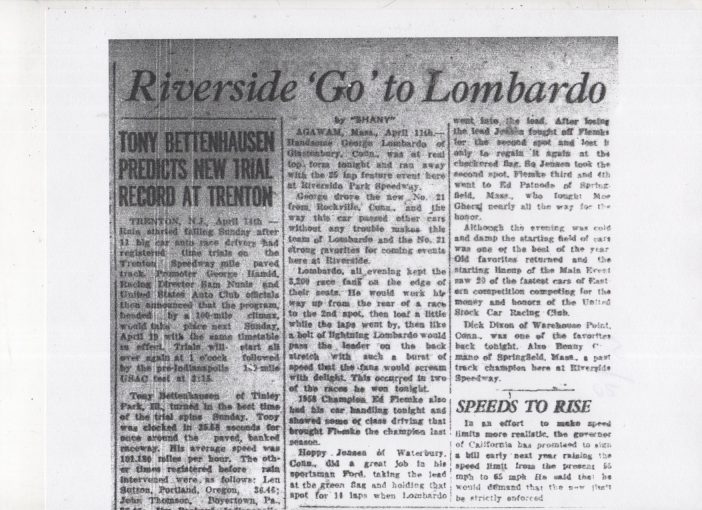 Riverside 'Go' to Lombardo
TONY BETTENHAUSEN
PREDICTS NEW TRIAL
RECORD AT TRENTON
TRENTON, N.J., April 14th —
Rain started falling Sunday after
11 big car auto race drivers had
registered time trials on the
Trenton Speedway mile paved
track. Promoter George Hamid,
Racing Director Sam Nunis and
United States Auto Club officials
then announced that the program,
headed by a 100-mile climax,
would take place next Sunday,
April 19 with the same timetable
in effect. Trials will start all
over again at 1 o'clock followed
by the pre-Indianapolis mile
USAC test at 2:15.
Tony Bettenhausen of Tinley
Park, Ill., turned in the best time
of the trial spins Sunday. Tony
was clocked in seconds for
once around the paved, banked
raceway. His average speed was
miles per hour. The oth-
er times registered before rain
intervened were as follows: Len
Sutton, Portland, Oregon, 36.46;
John Thomson, Boyertown, Pa.,
by "SHANY"
AGAWAM, Mass., April 11th.—
Handsome George Lombardo of
Glastonbury, Conn., was at real
top form tonight and ran away
with the 25 lap feature event here
at Riverside Park Speedway.
George drove the new No. 21
from Rockville, Conn., and the
way this car passed other cars
without any trouble makes this
team of Lombardo and the No. 21
strong favorites for coming events
here at Riverside.
Lombardo, all evening kept the
3,200 race fans on the edge of
their seats. He would work his
way up from the rear of a race
to the 2nd spot, then loaf a little
while the laps went by, then like
a bolt of lightning Lombardo would
pass the leader on the back
stretch with such a burst of
speed that the fans would scream
with delight. This occurred in two
of the races he won tonight.
1958 Champion Ed Flemke also
had his car handling tonight and
showed some of class driving that
brought Flemke the champion last
season.
Hoppy Jensen of Waterbury,
Conn., did a great job in his
sportsman Ford, taking the lead
at the green flag and holding that
spot for 14 laps when Lombardo
went into the lead. After losing
the lead Jensen fought off Flemke
for the second spot and lost it
only to regain it again at the
checkered flag. So Jensen took the
second spot, Flemke third and 4th
went to Ed Patnode of Spring-
field, Mass., who fought Moe
Gherzi nearly all the way for the
honor.
Although the evening was cold
and damp the starting field of cars
was one of the best of the year
Old favorites returned and the
starting lineup of the Main Event
saw 20 of the fastest cars of East-
ern competition competing for the
money and honors of the United
Stock Car Racing Club.
Dick Dixon of Warehouse Point,
Conn., was one of the favorites
back tonight. Also Benny
mano of Springfield, Mass., a past
track champion here at Riverside
Speedway.
SPEEDS TO RISE
In an effort to make speed
limits more realistic, the governor
of California has promised to sign
a bill early next year raising the
speed limit from the present 55
mph to 65 mph He said that he
would demand that the new limit
be strictly enforced